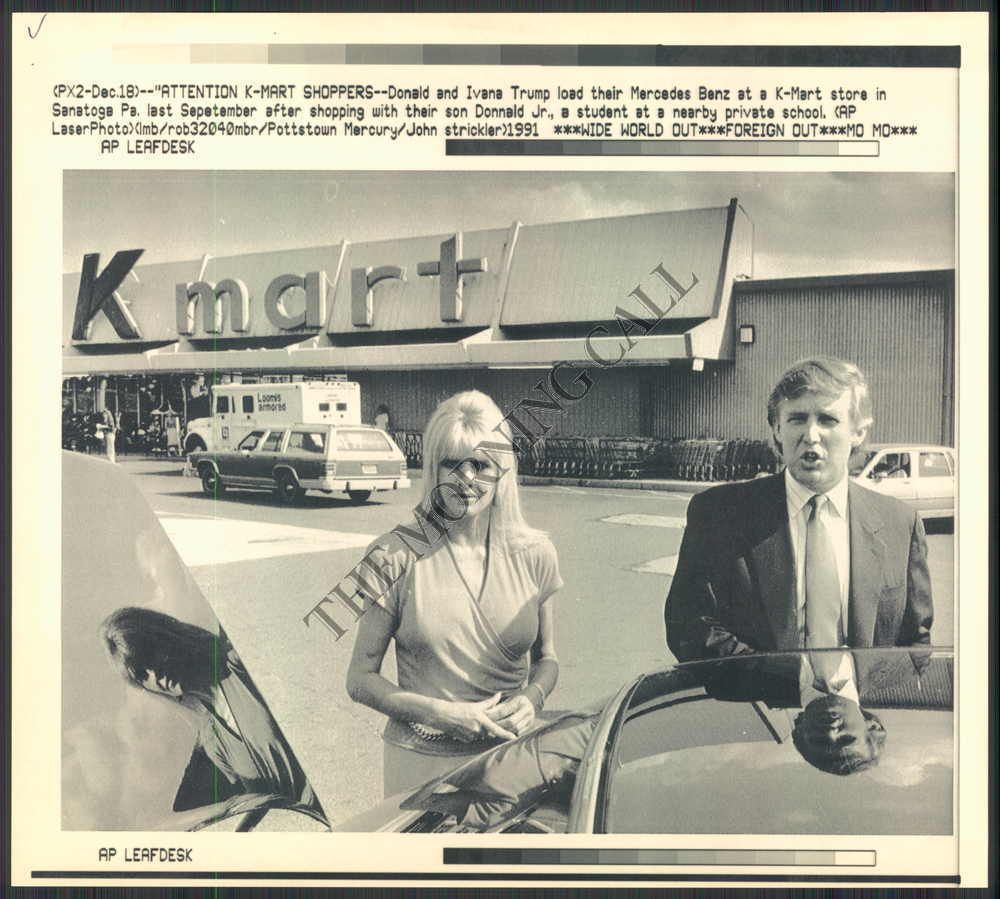 (PX2-Dec.18)--"ATTENTION K-MART SHOPPERS--Donald and Ivana Trump load their Mercedes Benz at a K-Mart store in
Sanatoga Pa. last Sepetember after shopping with their son Donnald Jr., a student at a nearby private school. (AP
LaserPhoto)(lmb/rob32040mbr/Pottstown Mercury/John strickler)1991 ***WIDE WORLD OUT***FOREIGN OUT***MO MO***
AP LEAFDESK
K mart
Loomis
armored
THE MORNING CALL
AP LEAFDESK